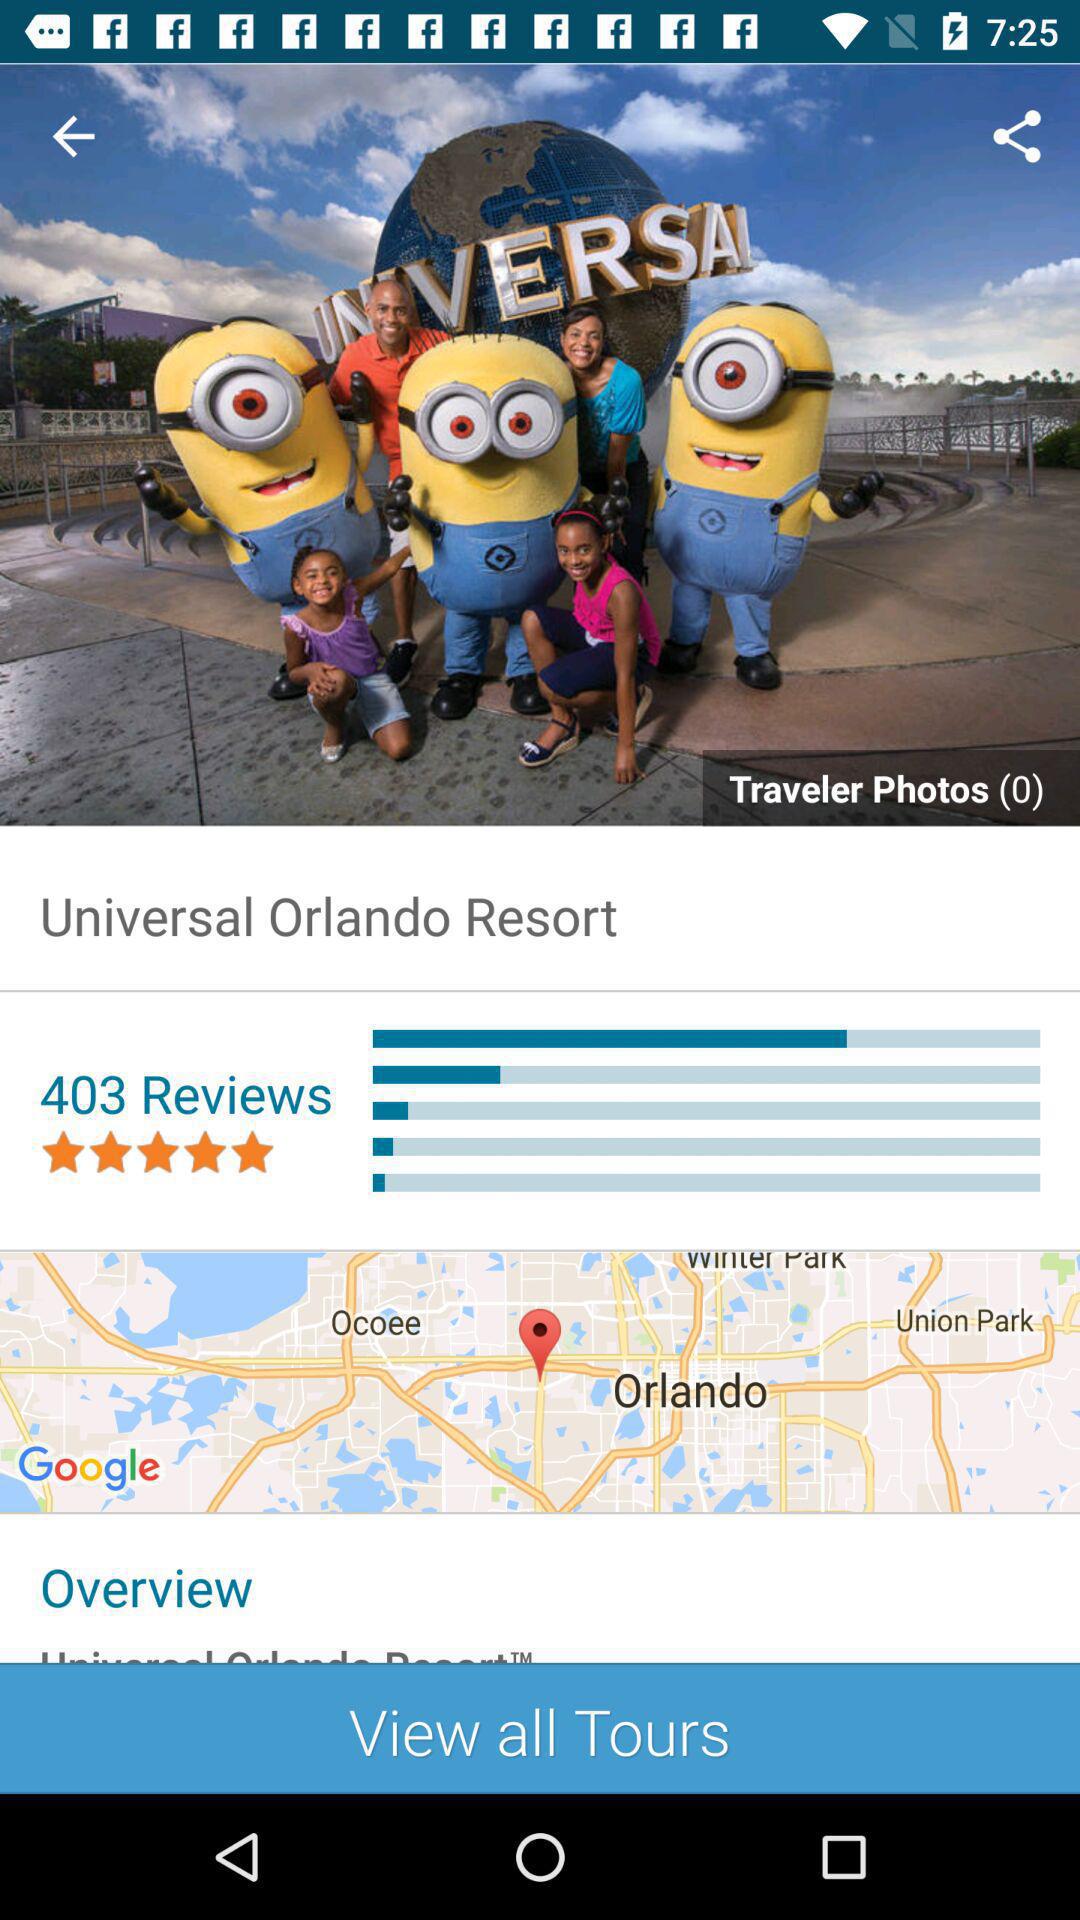 7:25
UNIVERSAL
Traveler Photos (0)
Universal Orlando Resort
403 Reviews
Winter Park
Ocoee
Union Park
Orlando
Google
Overview
Universal Orlando Resort™
View all Tours